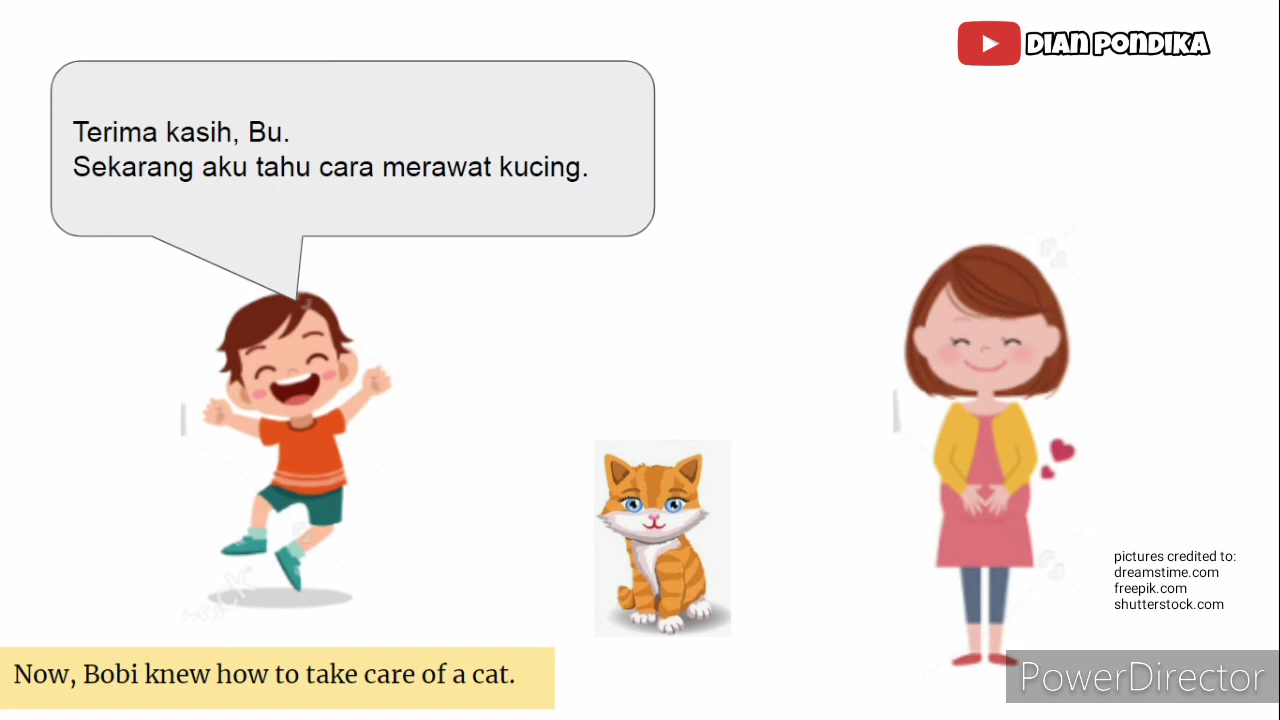 DIAN PONDIKA
Terima kasih, Bu.
Sekarang aku tahu cara merawat kucing.
pictures credited to:
dreamstime.com
freepik.com
shutterstock.com
Now, Bobi knew how to take care of a cat.
PowerDirector